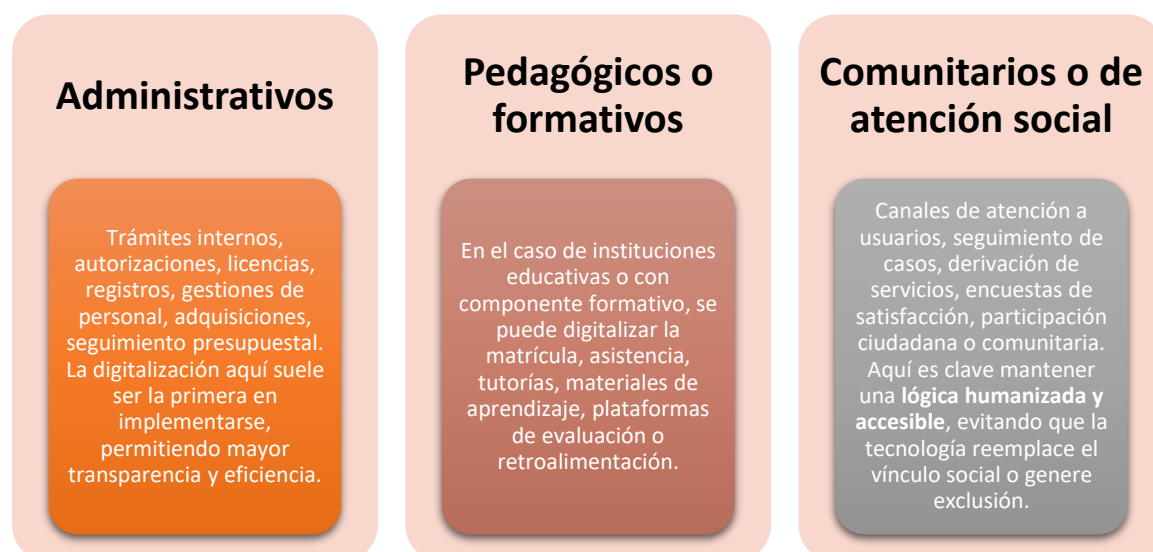 Administrativos
Trámites internos,
autorizaciones, licencias,
registros, gestiones de
personal, adquisiciones,
seguimiento presupuestal.
La digitalización aquí suele
ser la primera en
implementarse,
permitiendo mayor
transparencia y eficiencia.
Pedagógicos o
formativos
En el caso de instituciones
educativas o con
componente formativo, se
puede digitalizar la
matrícula, asistencia,
tutorías, materiales de
aprendizaje, plataformas
de evaluación o
retroalimentación.
Comunitarios o de
atención social
Canales de atención a
usuarios, seguimiento de
casos, derivación de
servicios, encuestas de
satisfacción, participación
ciudadana o comunitaria.
Aquí es clave mantener
una lógica humanizada y
accesible, evitando que la
tecnología reemplace el
vínculo social o genere
exclusión.